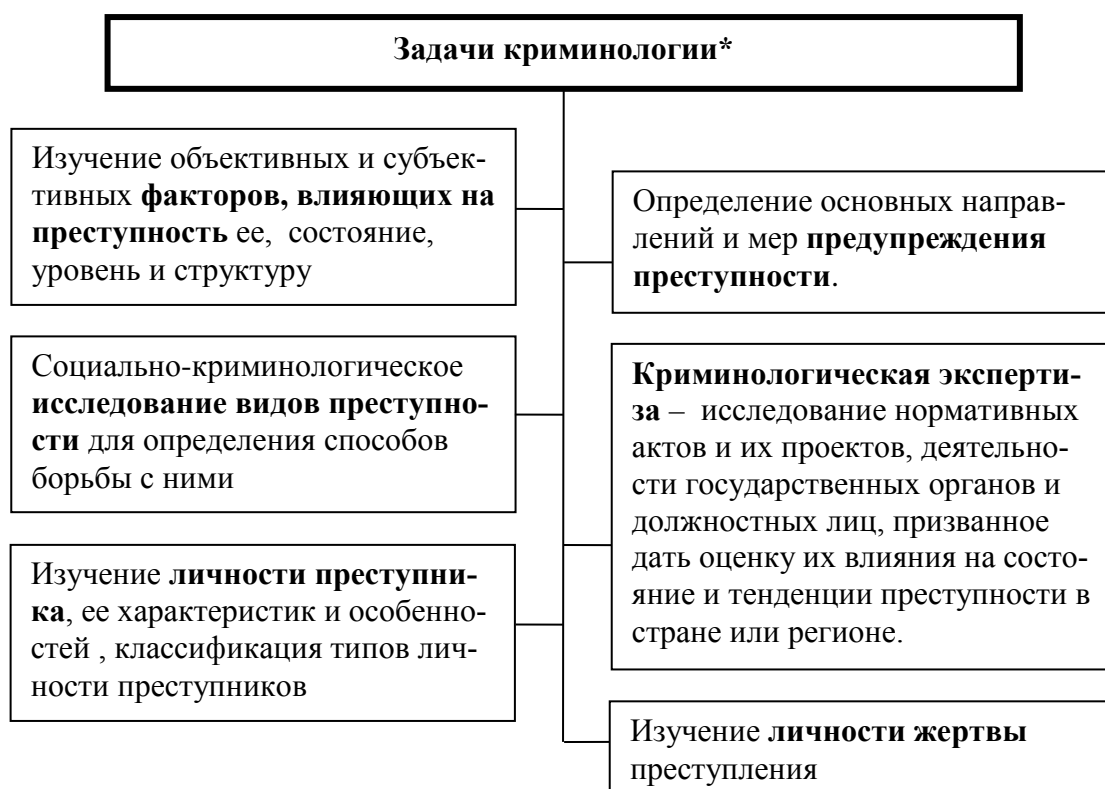 Задачи криминологии*
Изучение объективных и субъек-
тивных факторов, влияющих на
преступность ее, состояние,
уровень и структуру
Социально-криминологическое
исследование видов преступно-
сти для определения способов
борьбы с ними
Изучение личности преступни-
ка, ее характеристик и особенно-
стей , классификация типов лич-
ности преступников
Определение основных направ-
лений и мер предупреждения
преступности.
Криминологическая эксперти-
за – исследование нормативных
актов и их проектов, деятельно-
сти государственных органов и
должностных лиц, призванное
дать оценку их влияния на состо-
яние и тенденции преступности в
стране или регионе.
Изучение личности жертвы
преступления